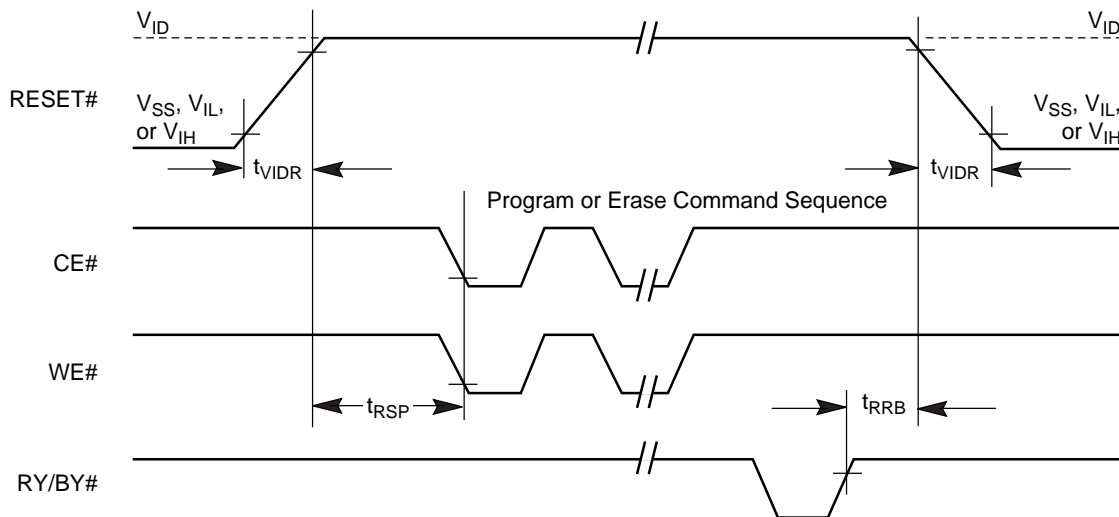 V_ID
V_ID
RESET#
V_SS, V_IL,
or V_IH
V_SS, V_IL,
or V_IH
t_VIDR
t_VIDR
Program or Erase Command Sequence
CE#
WE#
t_RSP
t_RRB
RY/BY#